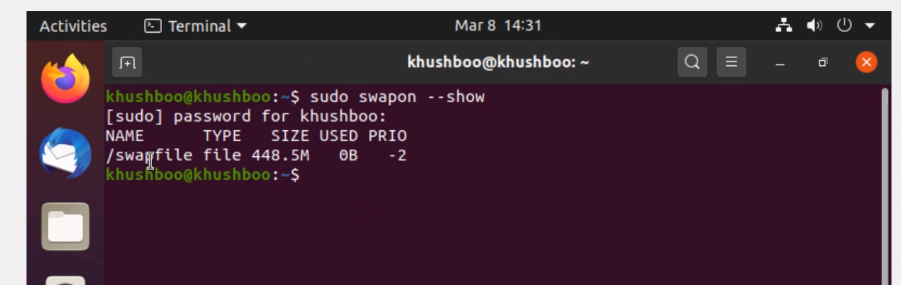 Activities Terminal Mar 8 14:31
khushboo@khushboo: ~
khushboo@khushboo:~$ sudo swapon --show
[sudo] password for khushboo:
NAME TYPE SIZE USED PRIO
/swapfile file 448.5M 0B -2
khushboo@khushboo:~$